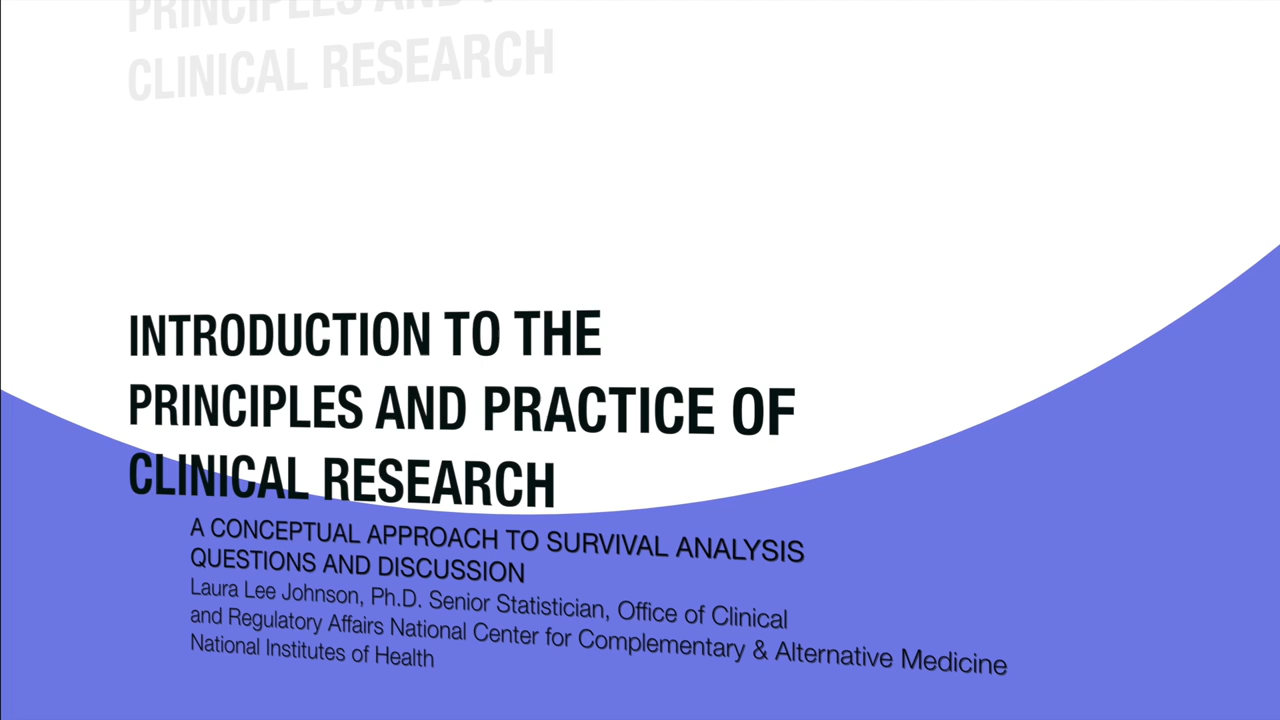 PRINCIPLES AND
CLINICAL RESEARCH
INTRODUCTION TO THE
PRINCIPLES AND PRACTICE OF
CLINICAL RESEARCH
A CONCEPTUAL APPROACH TO SURVIVAL ANALYSIS
QUESTIONS AND DISCUSSION
Laura Lee Johnson, Ph.D. Senior Statistician, Office of Clinical
and Regulatory Affairs National Center for Complementary & Alternative Medicine
National Institutes of Health